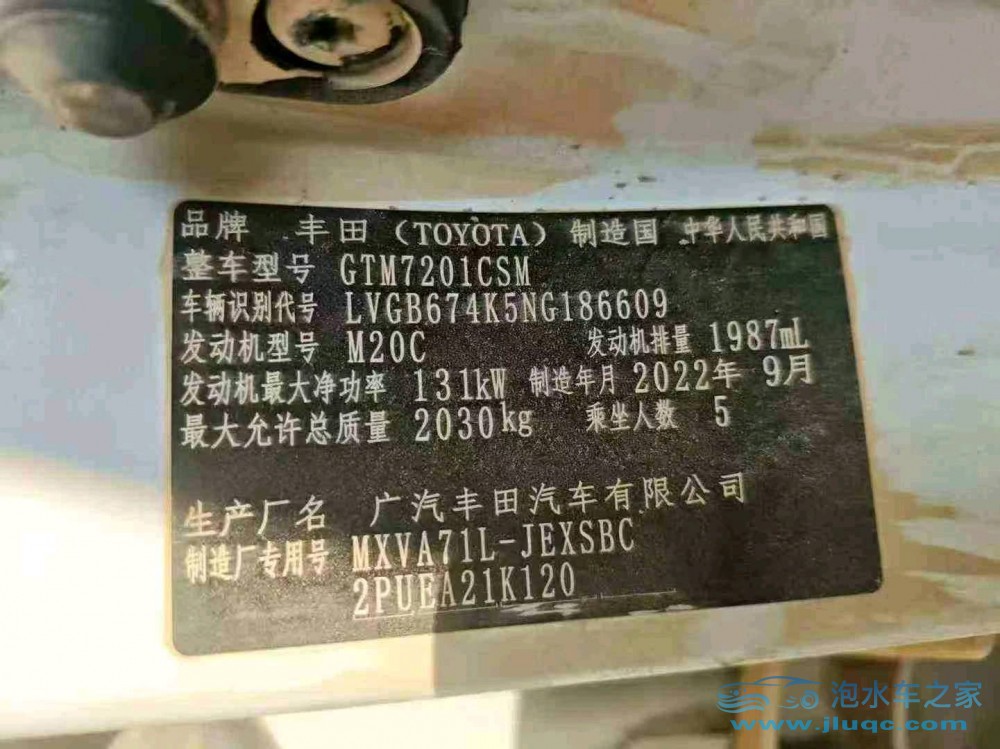 品牌 丰田（TOYOTA）制造国 中华人民共和国
整车型号 GTM7201CSM
车辆识别代号 LVGB674K5NG186609
发动机型号 M20C 发动机排量 1987mL
发动机最大净功率 131kW 制造年月 2022年 9月
最大允许总质量 2030kg 乘坐人数 5
生产厂名 广汽丰田汽车有限公司
制造厂专用号 MXVA71L-JEXSBC
2PUEA21K120
泡水车之家
www.jluqc.com